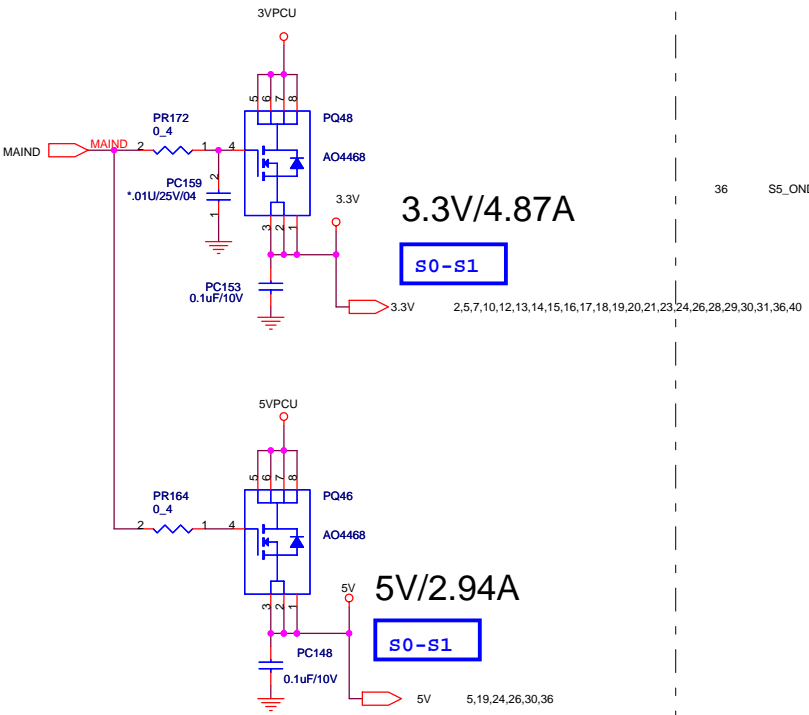 3VPCU
5
6
7
8
PR172
0_4
PQ48
MAIND
MAIND
2
1
4
AO4468
PC159
*.01U/25V/04
2
1
36
S5_OND
3
2
1
3.3V
3.3V/4.87A
S0-S1
PC153
0.1uF/10V
3.3V
2,5,7,10,12,13,14,15,16,17,18,19,20,21,23,24,26,28,29,30,31,36,40
5VPCU
5
6
7
8
PR164
0_4
PQ46
2
1
4
AO4468
3
2
1
5V
5V/2.94A
S0-S1
PC148
0.1uF/10V
5V
5,19,24,26,30,36